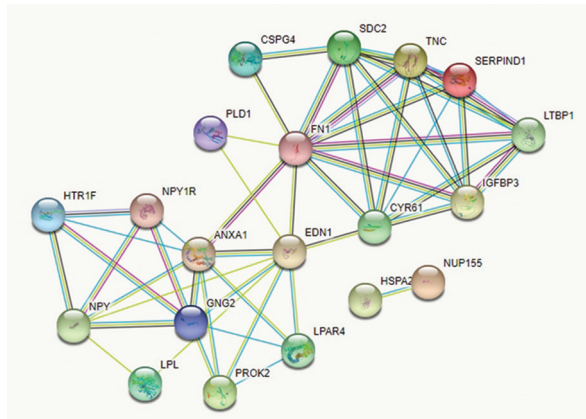 SDC2
TNC
CSPG4
SERPIND1
PLD1
LTBP1
FN1
HTR1F
NPY1R
IGFBP3
CYR61
ANXA1
EDN1
NUP155
HSPA2
NPY
GNG2
LPAR4
LPL
PROK2